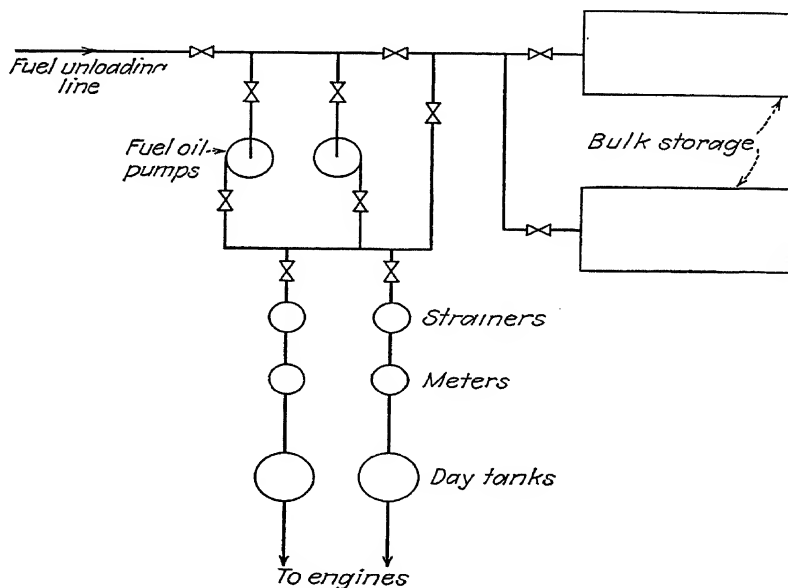 Fuel unloading
line
Fuel oil
pumps
Bulk storage
Strainers
Meters
Day tanks
To engines